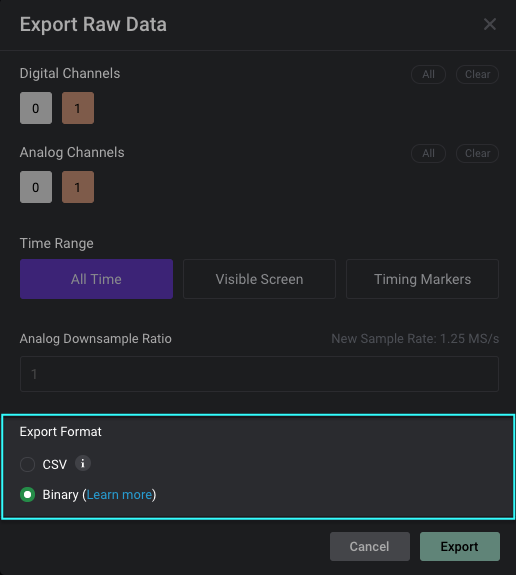 Export Raw Data
Digital Channels All Clear
0 1
Analog Channels All Clear
0 1
Time Range
All Time Visible Screen Timing Markers
Analog Downsample Ratio New Sample Rate: 1.25 MS/s
1
Export Format
CSV i
Binary (Learn more)
Cancel Export